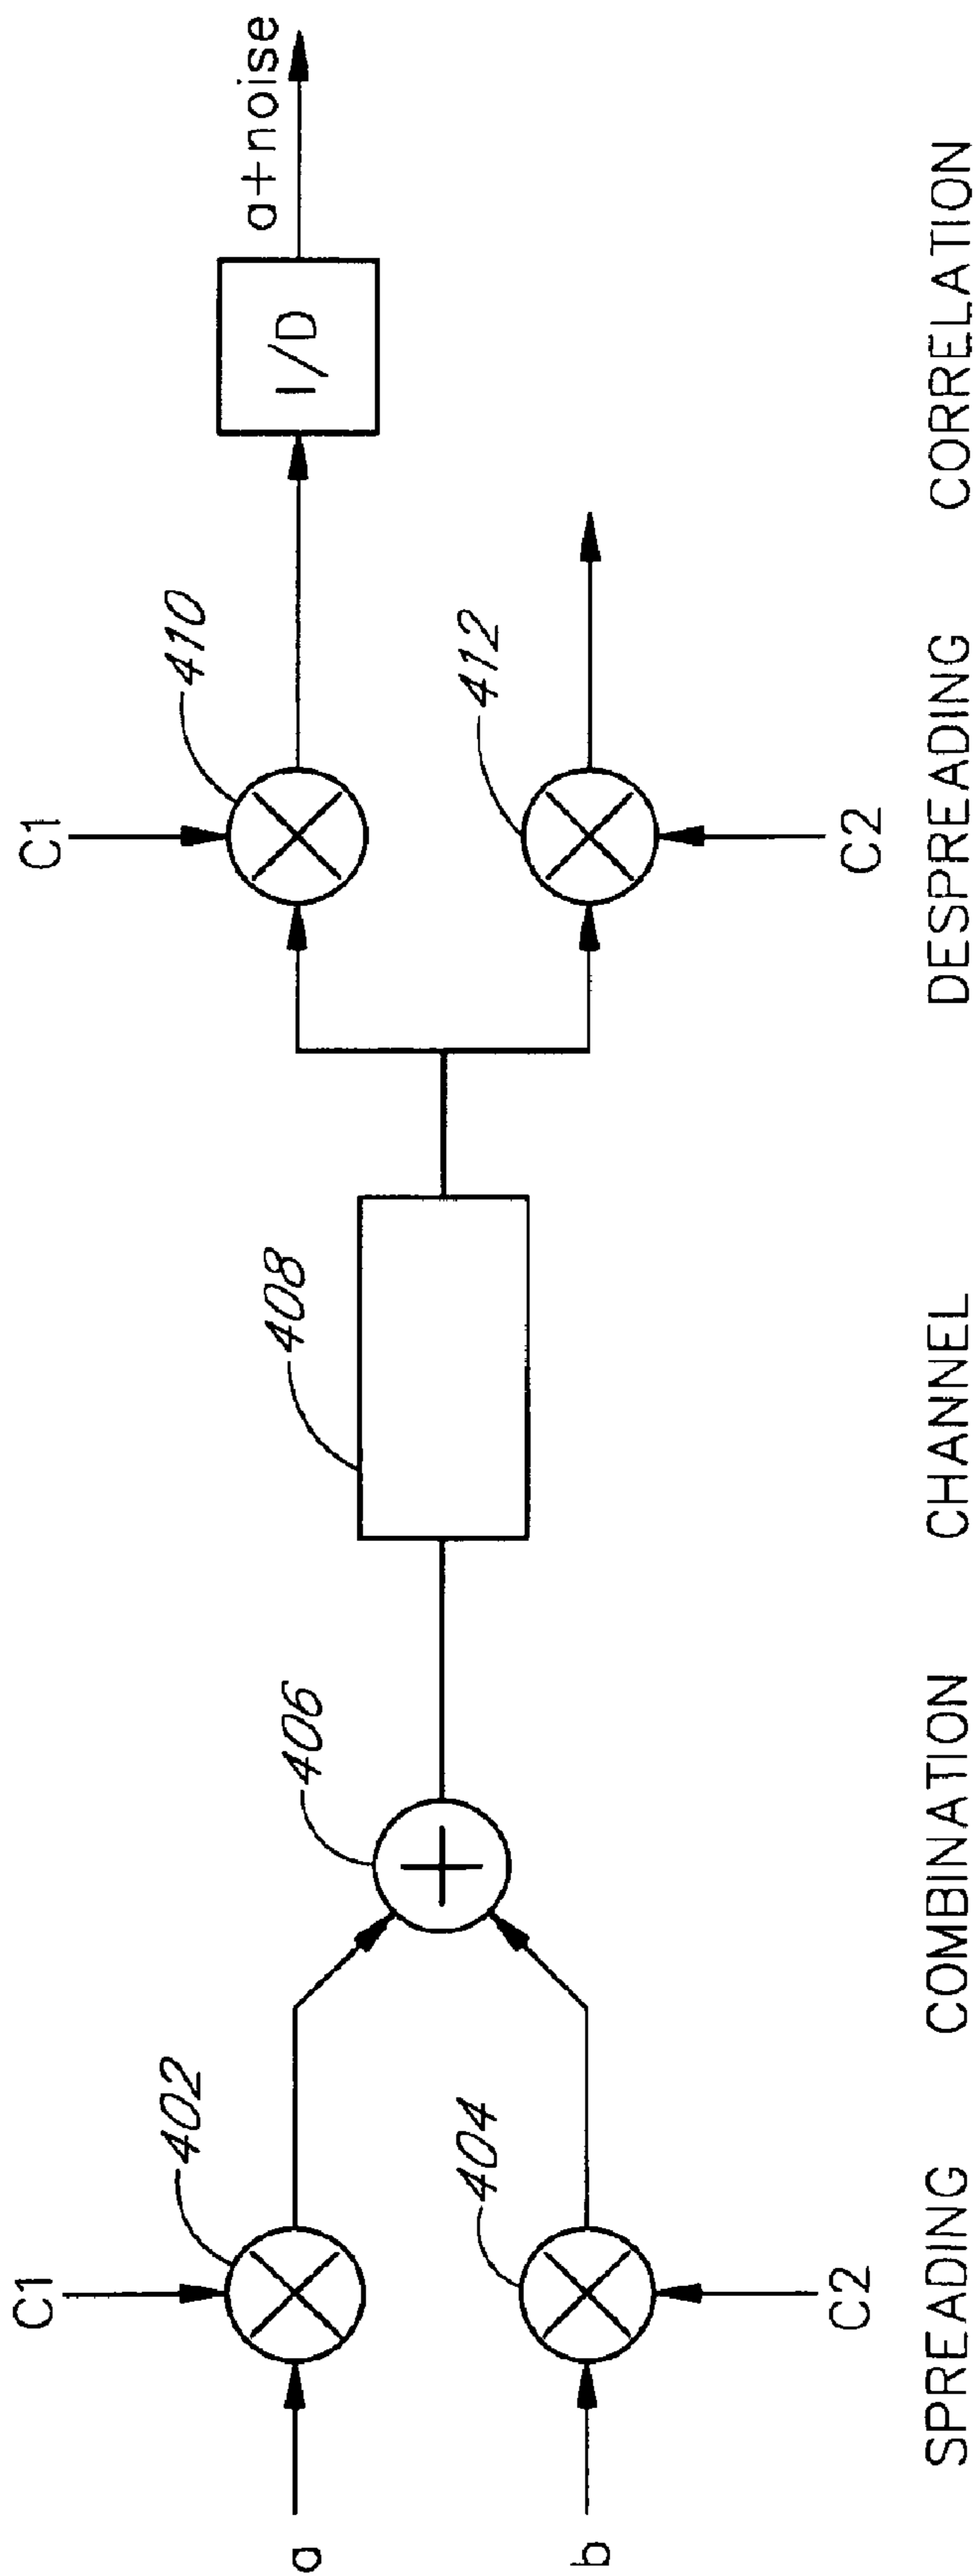 C1
402
a
C2
404
b
406
408
C1
410
C2
412
I/D
a+noise
SPREADING COMBINATION CHANNEL DESPREADING CORRELATION